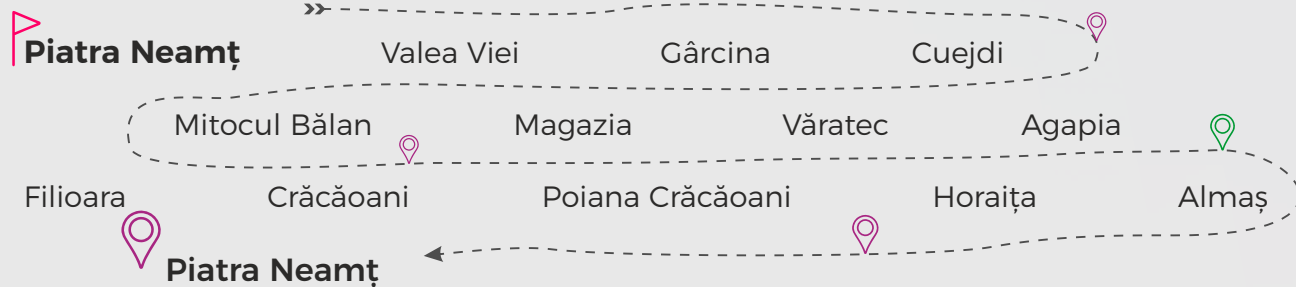 Piatra Neamț Valea Viei Gârcina Cuejdi
Mitocul Bălan Magazia Văratec Agapia
Filioara Crăcăoani Poiana Crăcăoani Horaița Almaș
Piatra Neamț